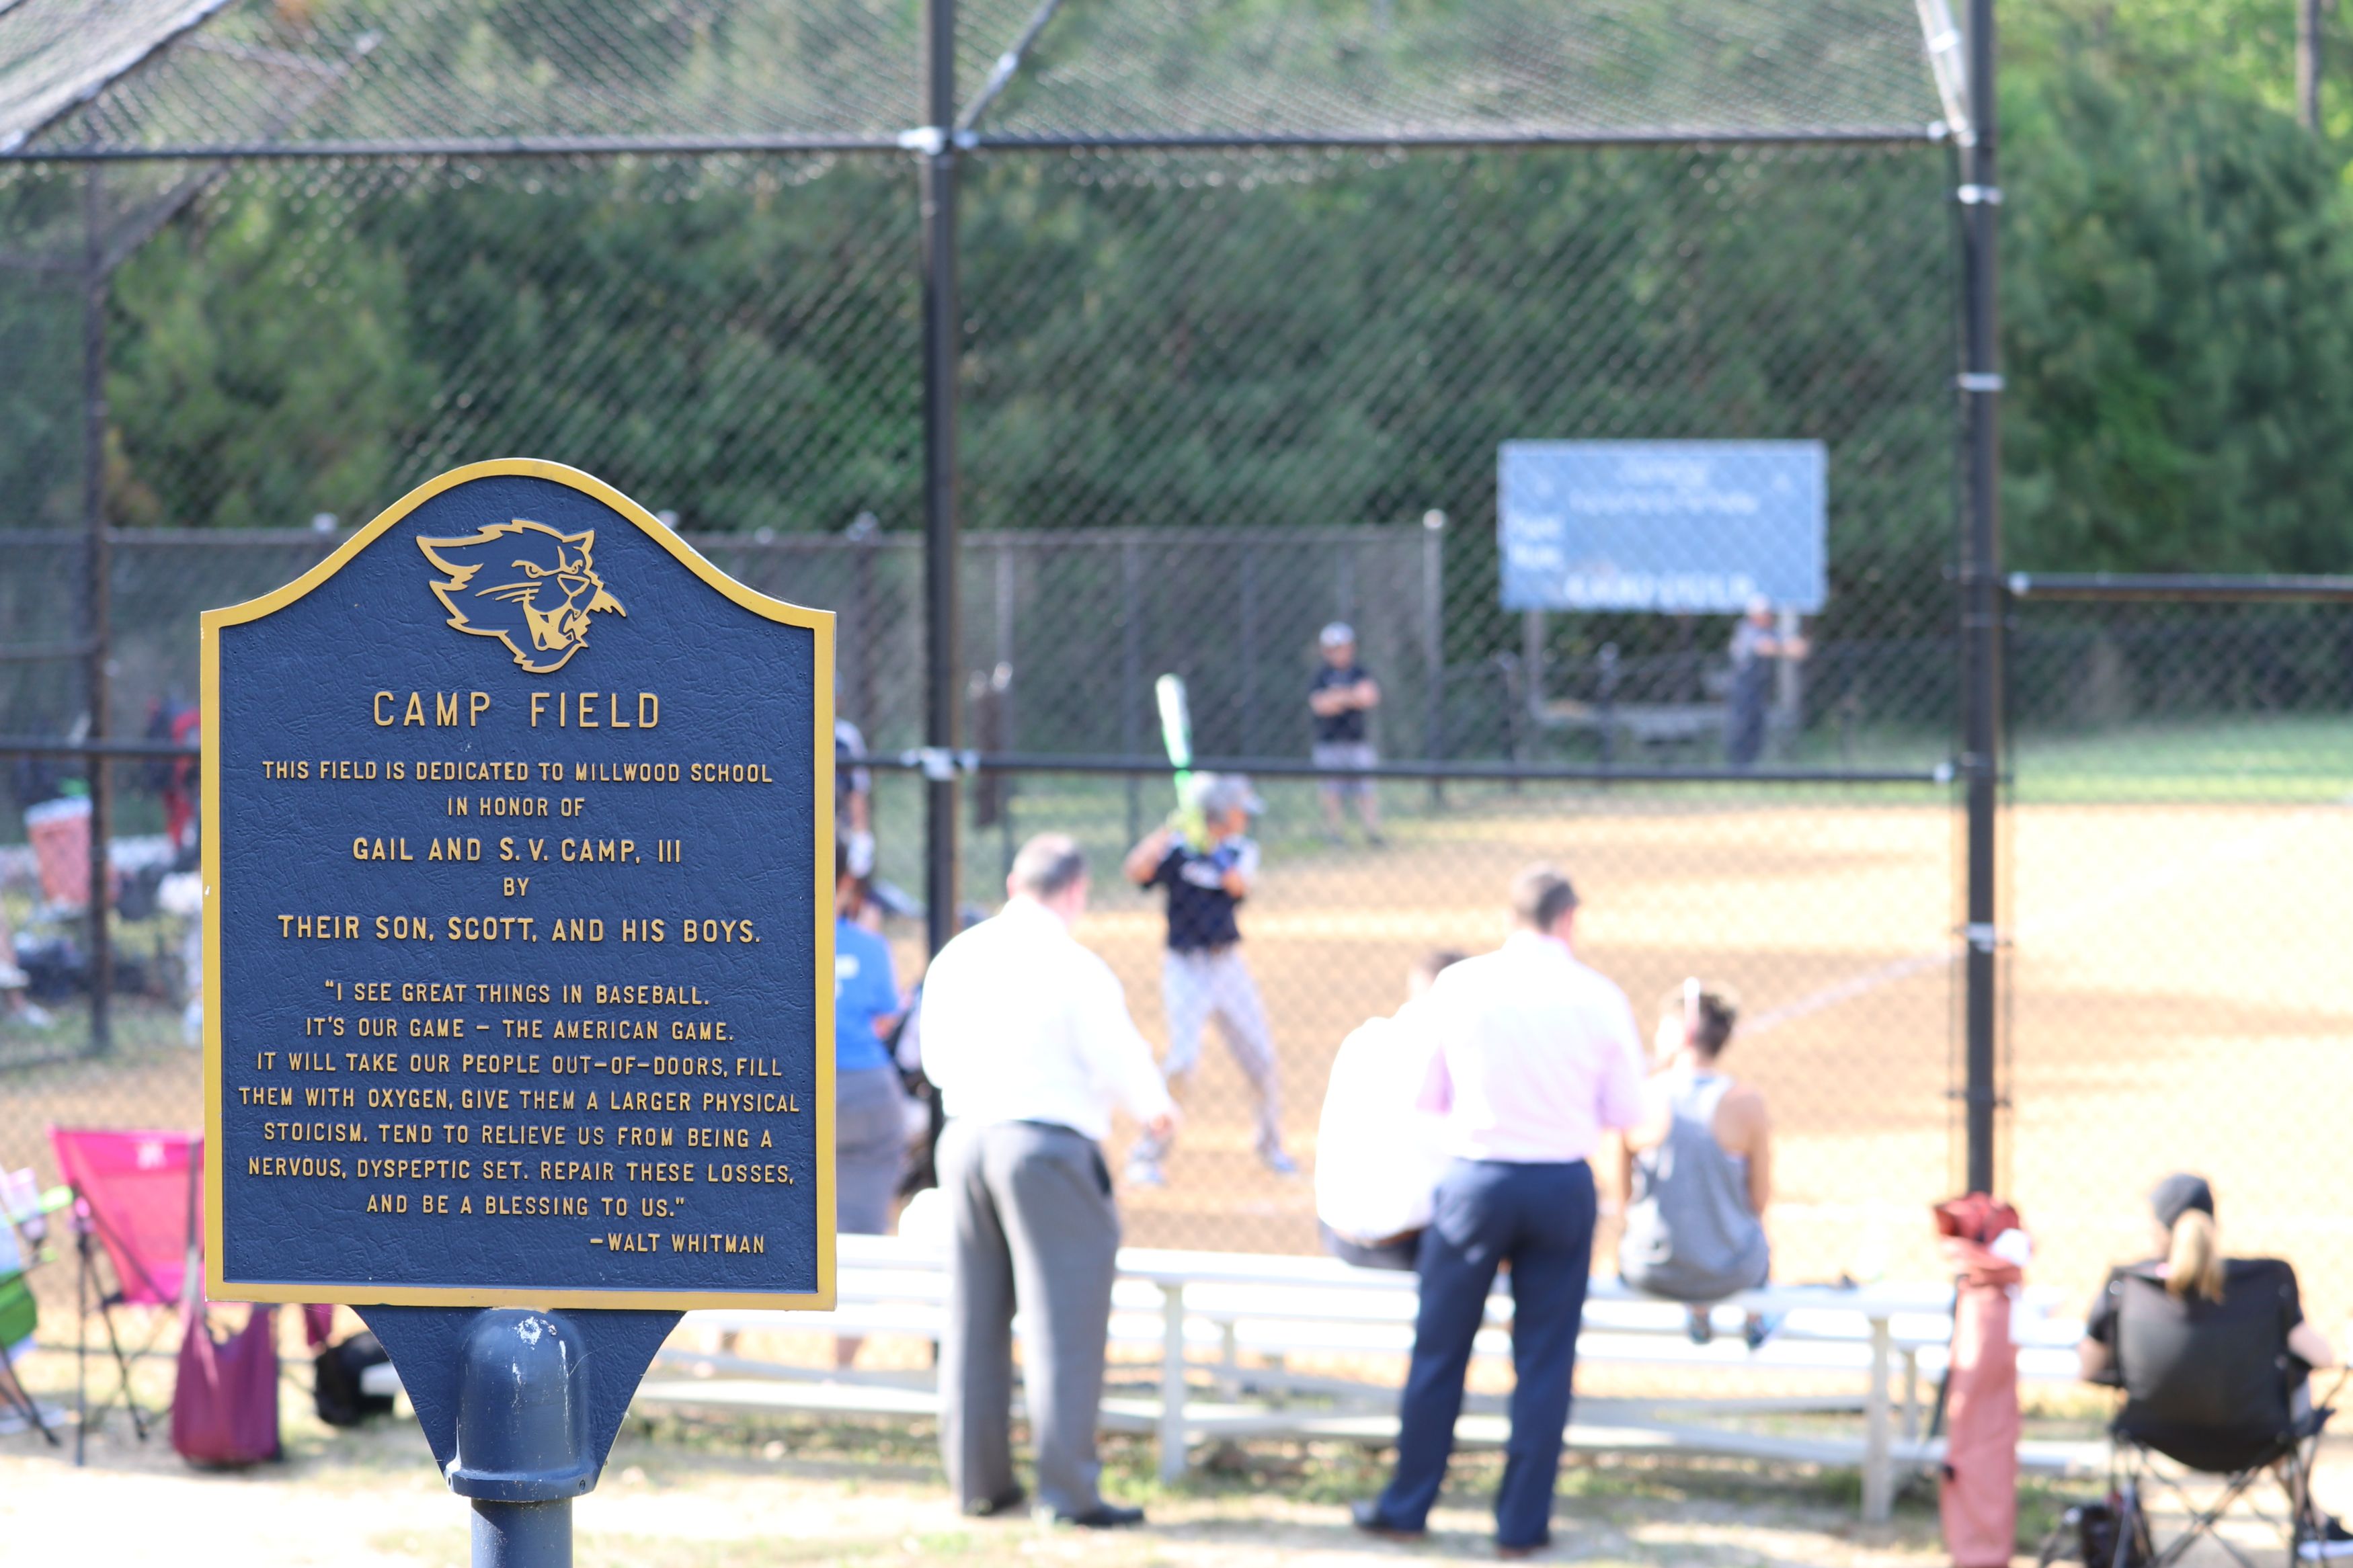 CAMP FIELD
THIS FIELD IS DEDICATED TO MILLWOOD SCHOOL
IN HONOR OF
GAIL AND S.V. CAMP, III
BY
THEIR SON, SCOTT, AND HIS BOYS.
"I SEE GREAT THINGS IN BASEBALL.
IT'S OUR GAME – THE AMERICAN GAME.
IT WILL TAKE OUR PEOPLE OUT-OF-DOORS, FILL
THEM WITH OXYGEN, GIVE THEM A LARGER PHYSICAL
STOICISM. TEND TO RELIEVE US FROM BEING A
NERVOUS, DYSPEPTIC SET. REPAIR THESE LOSSES,
AND BE A BLESSING TO US."
–WALT WHITMAN